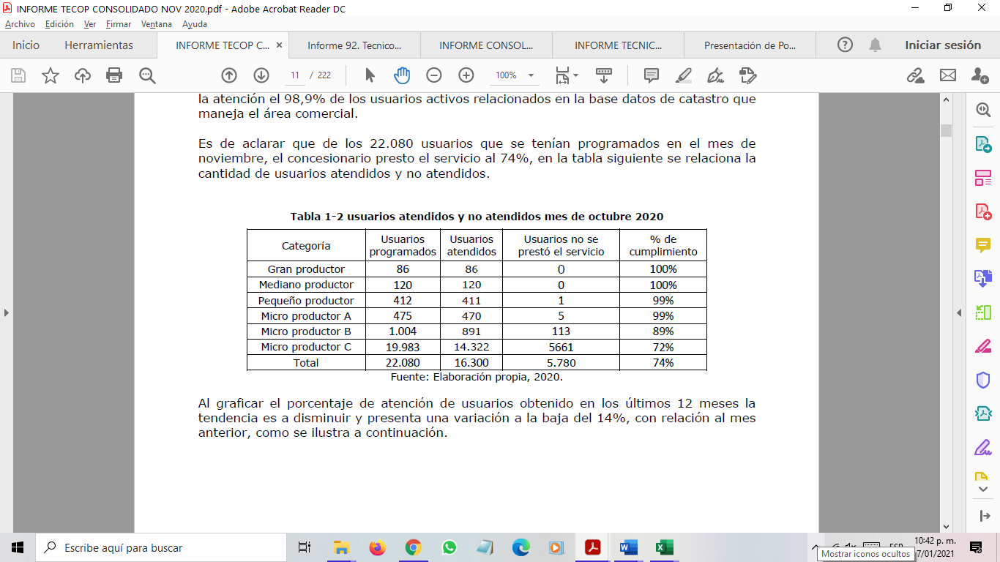 INFORME TECOP CONSOLIDADO NOV 2020.pdf - Adobe Acrobat Reader DC
Archivo Edición Ver Firmar Ventana Ayuda
Inicio Herramientas INFORME TECOP C... × Informe 92. Tecnico... INFORME CONSOL... INFORME TECNIC... Presentación de Po... Iniciar sesión
11 / 222 100%
la atención el 98,9% de los usuarios activos relacionados en la base datos de catastro que
maneja el área comercial.
Es de aclarar que de los 22.080 usuarios que se tenían programados en el mes de
noviembre, el concesionario presto el servicio al 74%, en la tabla siguiente se relaciona la
cantidad de usuarios atendidos y no atendidos.
Tabla 1-2 usuarios atendidos y no atendidos mes de octubre 2020
Categoría Usuarios programados Usuarios atendidos Usuarios no se prestó el servicio % de cumplimiento
Gran productor 86 86 0 100%
Mediano productor 120 120 0 100%
Pequeño productor 412 411 1 99%
Micro productor A 475 470 5 99%
Micro productor B 1.004 891 113 89%
Micro productor C 19.983 14.322 5661 72%
Total 22.080 16.300 5.780 74%
Fuente: Elaboración propia, 2020.
Al graficar el porcentaje de atención de usuarios obtenido en los últimos 12 meses la
tendencia es a disminuir y presenta una variación a la baja del 14%, con relación al mes
anterior, como se ilustra a continuación.
Escribe aquí para buscar
10:42 p. m.
7/01/2021
Mostrar iconos ocultos